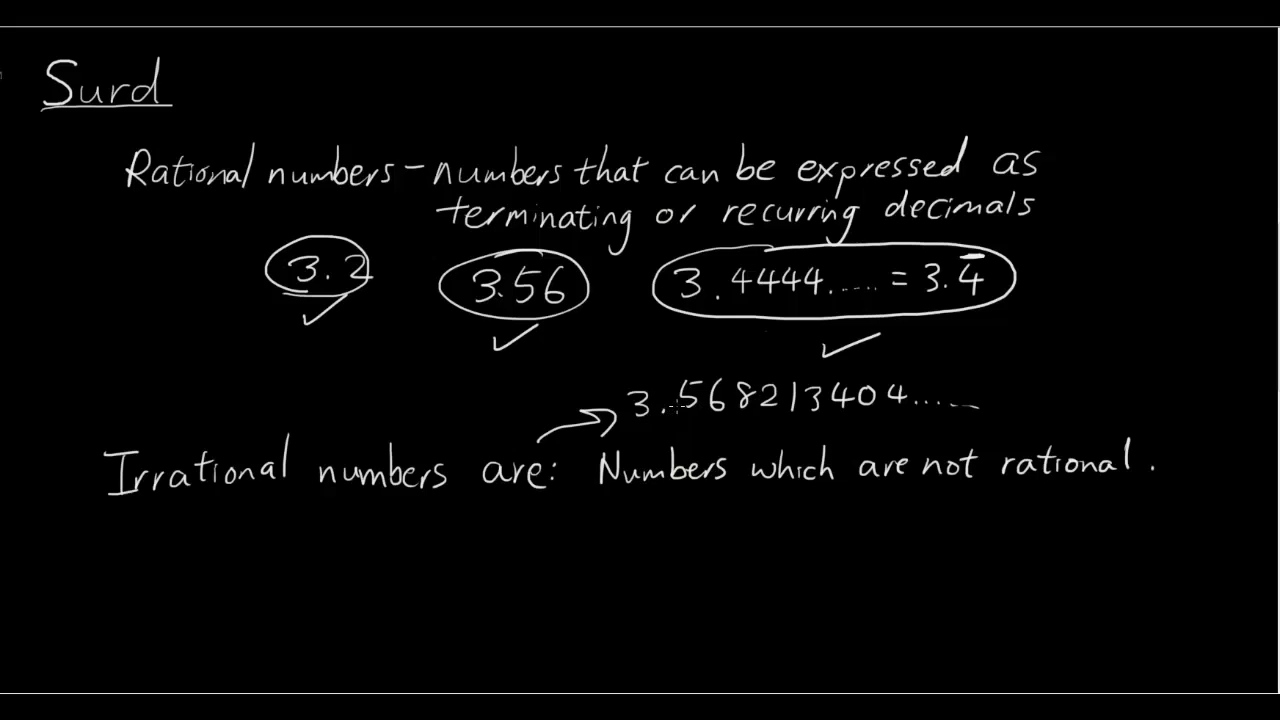 Surd
Rational numbers – numbers that can be expressed as
terminating or recurring decimals
3.2 3.56 3.4444...... = 3.4̅
3.568213404.....
Irrational numbers are: Numbers which are not rational.